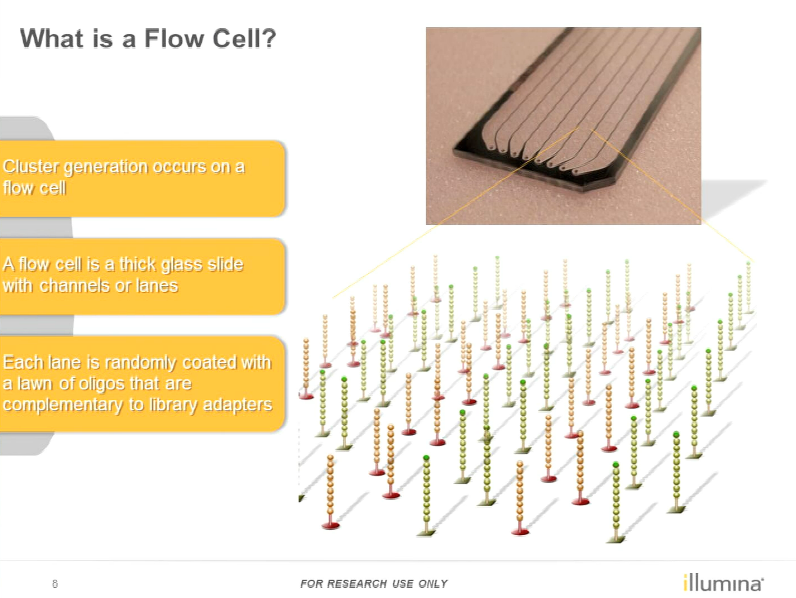 What is a Flow Cell?
Cluster generation occurs on a
flow cell
A flow cell is a thick glass slide
with channels or lanes
Each lane is randomly coated with
a lawn of oligos that are
complementary to library adapters
6
FOR RESEARCH USE ONLY
illumina®